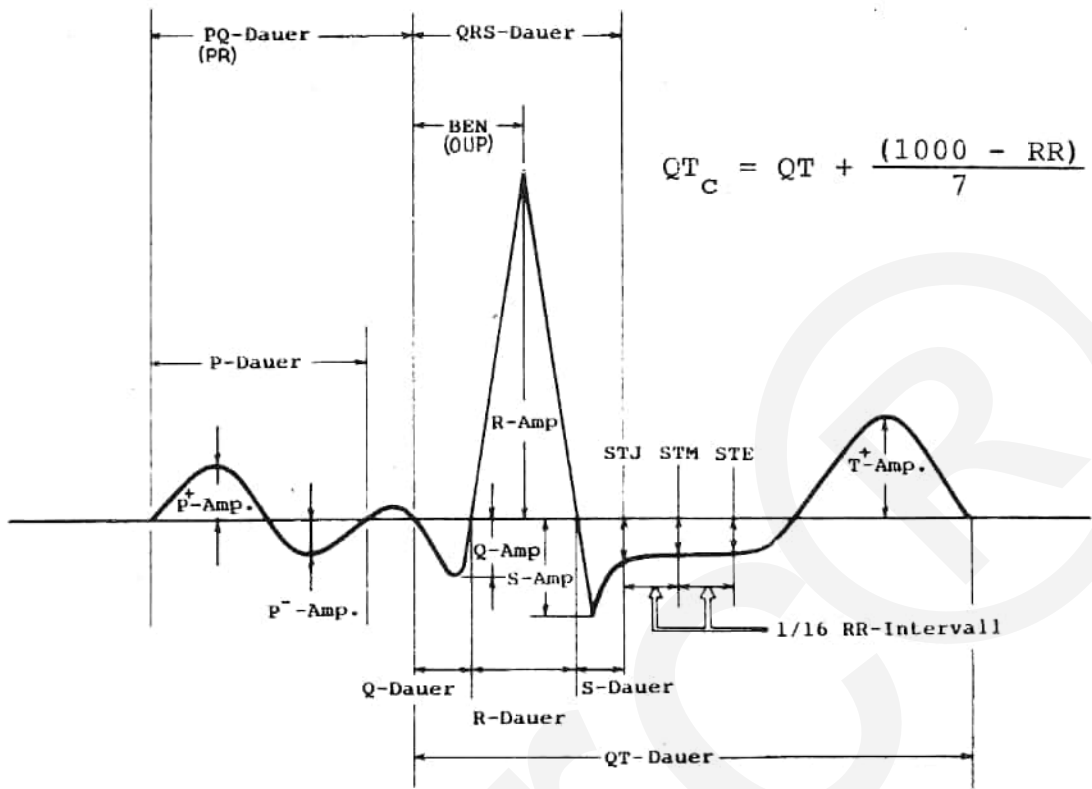 PQ-Dauer
(PR)
QRS-Dauer
BEN
(OUP)
QT_C = QT + (1000 - RR) / 7
P-Dauer
R-Amp
STJ STM STE
P+-Amp.
T+-Amp.
Q-Amp
S-Amp
P--Amp.
1/16 RR-Intervall
Q-Dauer
S-Dauer
R-Dauer
QT-Dauer
rC®